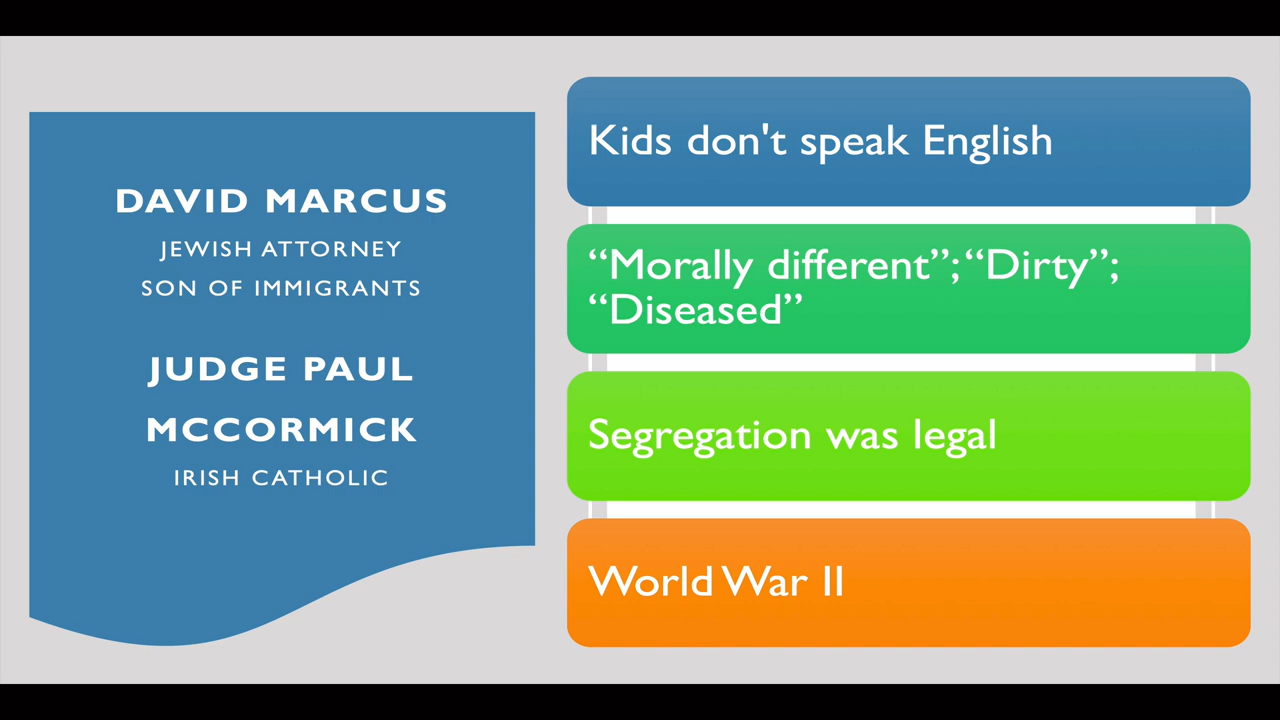 DAVID MARCUS
JEWISH ATTORNEY
SON OF IMMIGRANTS
JUDGE PAUL
MCCORMICK
IRISH CATHOLIC
Kids don't speak English
“Morally different”; “Dirty”;
“Diseased”
Segregation was legal
World War II